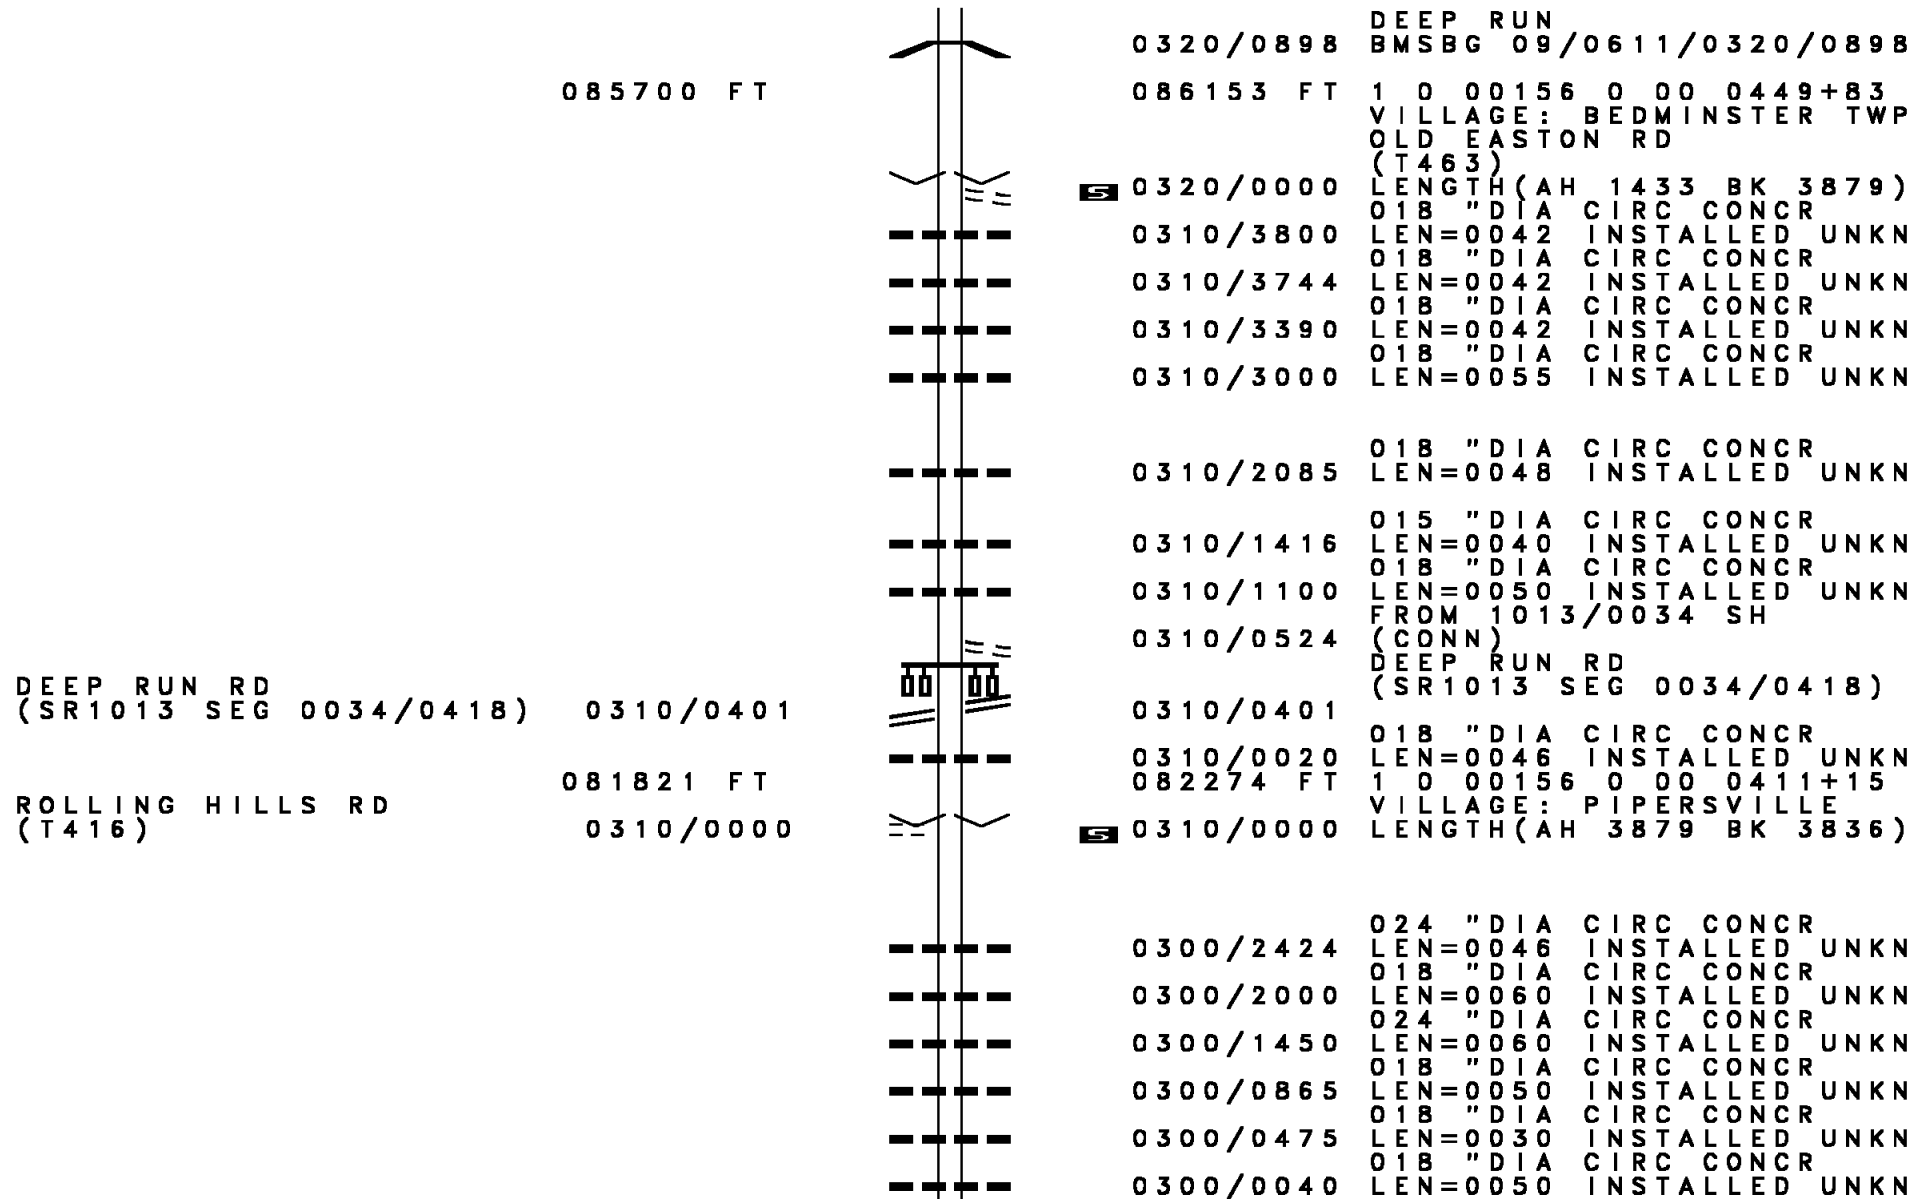 DEEP RUN
0320/0898 BMSBG 09/0611/0320/0898
085700 FT 086153 FT 1 0 00156 0 00 0449+83
VILLAGE: BEDMINSTER TWP
OLD EASTON RD
(T463)
S 0320/0000 LENGTH(AH 1433 BK 3879)
018 "DIA CIRC CONCR
0310/3800 LEN=0042 INSTALLED UNKN
018 "DIA CIRC CONCR
0310/3744 LEN=0042 INSTALLED UNKN
018 "DIA CIRC CONCR
0310/3390 LEN=0042 INSTALLED UNKN
018 "DIA CIRC CONCR
0310/3000 LEN=0055 INSTALLED UNKN
018 "DIA CIRC CONCR
0310/2085 LEN=0048 INSTALLED UNKN
015 "DIA CIRC CONCR
0310/1416 LEN=0040 INSTALLED UNKN
018 "DIA CIRC CONCR
0310/1100 LEN=0050 INSTALLED UNKN
FROM 1013/0034 SH
0310/0524 (CONN)
DEEP RUN RD
DEEP RUN RD (SR1013 SEG 0034/0418)
(SR1013 SEG 0034/0418) 0310/0401 0310/0401
018 "DIA CIRC CONCR
0310/0020 LEN=0046 INSTALLED UNKN
081821 FT 082274 FT 1 0 00156 0 00 0411+15
ROLLING HILLS RD VILLAGE: PIPERSVILLE
(T416) 0310/0000 S 0310/0000 LENGTH(AH 3879 BK 3836)
024 "DIA CIRC CONCR
0300/2424 LEN=0046 INSTALLED UNKN
018 "DIA CIRC CONCR
0300/2000 LEN=0060 INSTALLED UNKN
024 "DIA CIRC CONCR
0300/1450 LEN=0060 INSTALLED UNKN
018 "DIA CIRC CONCR
0300/0865 LEN=0050 INSTALLED UNKN
018 "DIA CIRC CONCR
0300/0475 LEN=0030 INSTALLED UNKN
018 "DIA CIRC CONCR
0300/0040 LEN=0050 INSTALLED UNKN